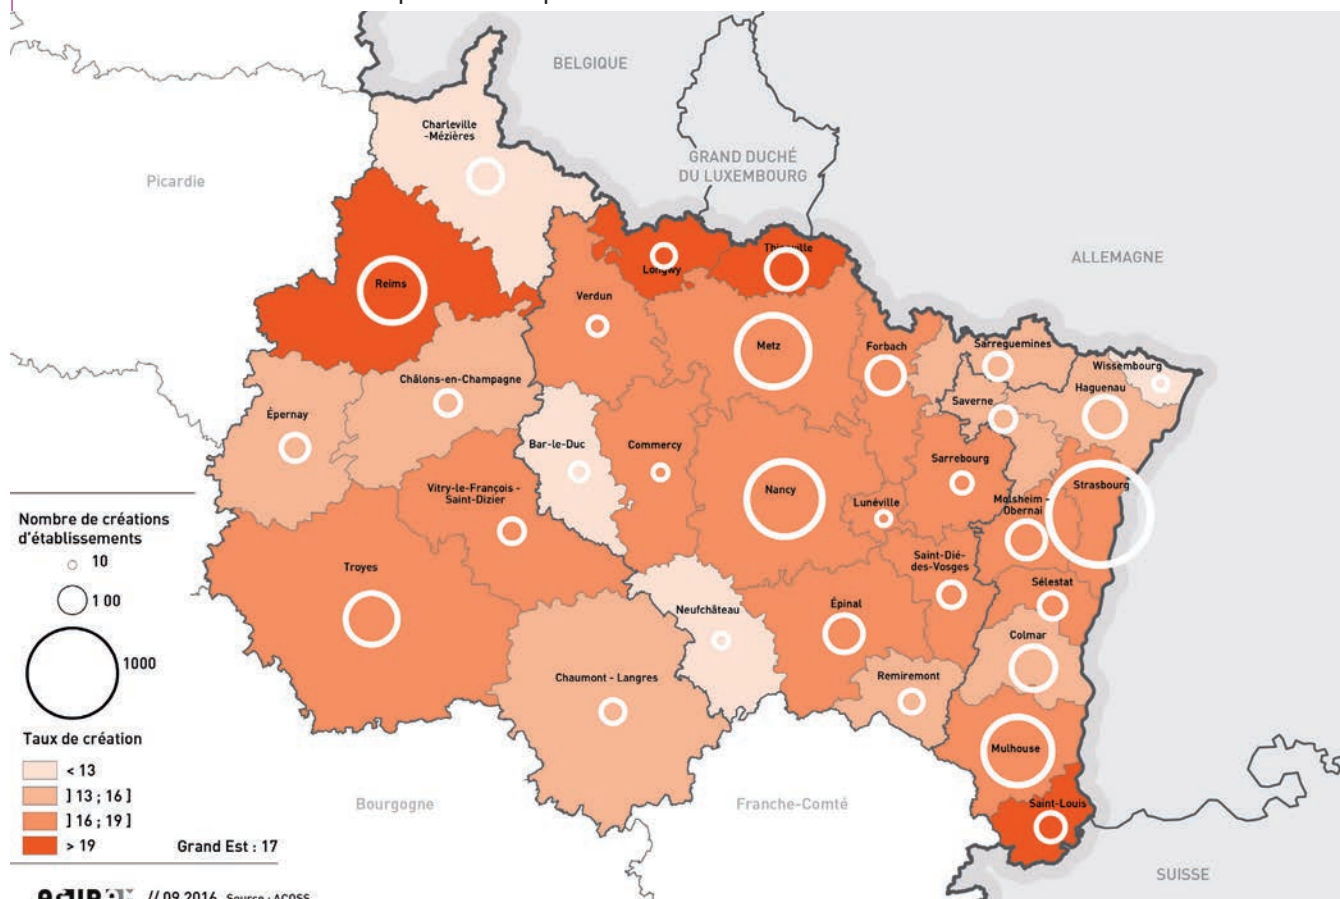 BELGIQUE
GRAND DUCHÉ
DU LUXEMBOURG
ALLEMAGNE
Picardie
Charleville
-Mézières
Reims
Longwy
Thionville
Verdun
Metz
Forbach
Sarreguemines
Wissembourg
Haguenau
Saverne
Châlons-en-Champagne
Épernay
Bar-le-Duc
Commercy
Nancy
Lunéville
Sarrebourg
Molsheim -
Obernai
Strasbourg
Vitry-le-François -
Saint-Dizier
Troyes
Saint-Dié-
des-Vosges
Sélestat
Neufchâteau
Épinal
Colmar
Chaumont - Langres
Remiremont
Mulhouse
Saint-Louis
Bourgogne
Franche-Comté
SUISSE
Nombre de créations
d'établissements
10
1 00
1000
Taux de création
< 13
] 13 ; 16 ]
] 16 ; 19 ]
> 19
Grand Est : 17
// 09.2016 Source : ACOSS